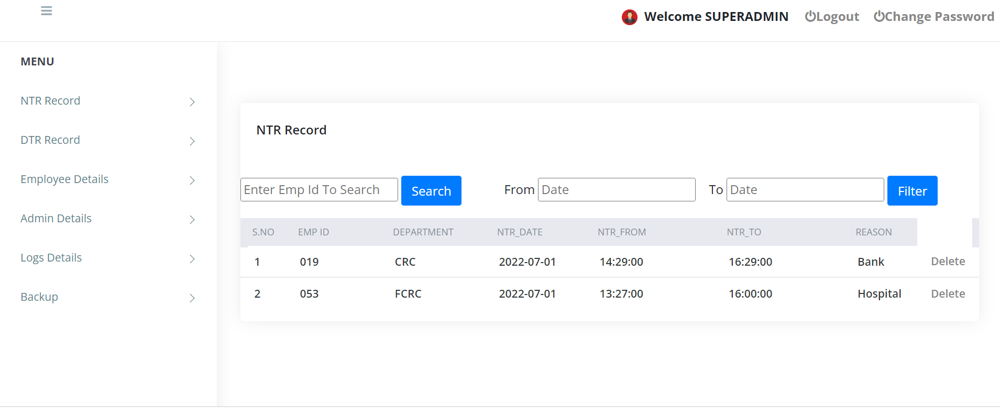 Welcome SUPERADMIN Logout Change Password
MENU
NTR Record
DTR Record
Employee Details
Admin Details
Logs Details
Backup
NTR Record
Enter Emp Id To Search Search From Date To Date Filter
S.NO EMP ID DEPARTMENT NTR_DATE NTR_FROM NTR_TO REASON
1 019 CRC 2022-07-01 14:29:00 16:29:00 Bank Delete
2 053 FCRC 2022-07-01 13:27:00 16:00:00 Hospital Delete